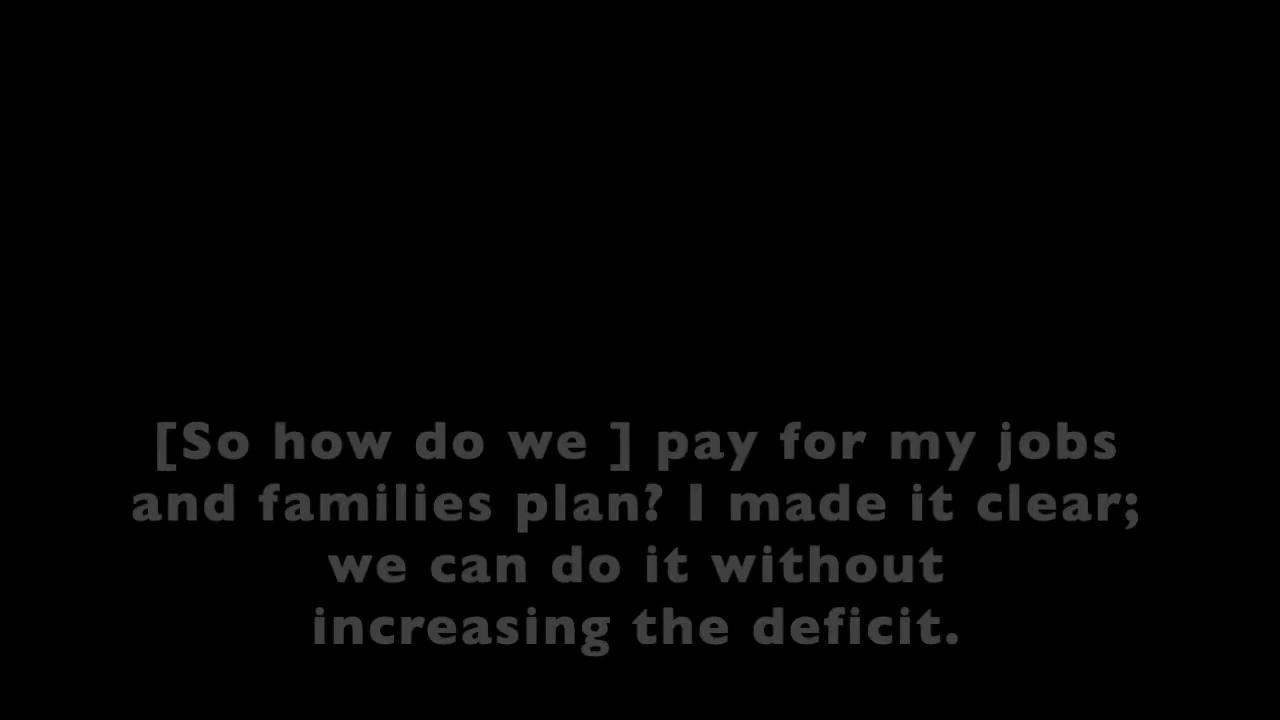 [So how do we ] pay for my jobs
and families plan? I made it clear;
we can do it without
increasing the deficit.